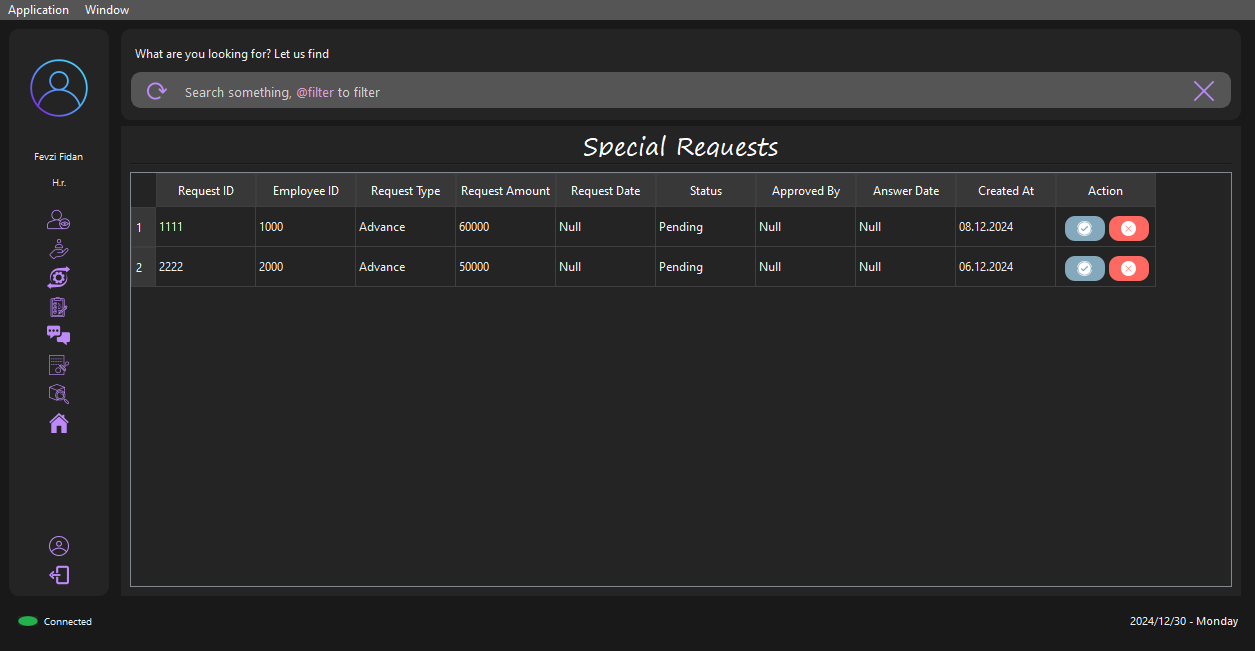 Application Window
What are you looking for? Let us find
Search something, @filter to filter
Fevzi Fidan
H.r.
Special Requests
Request ID Employee ID Request Type Request Amount Request Date Status Approved By Answer Date Created At Action
1 1111 1000 Advance 60000 Null Pending Null Null 08.12.2024
2 2222 2000 Advance 50000 Null Pending Null Null 06.12.2024
Connected
2024/12/30 - Monday